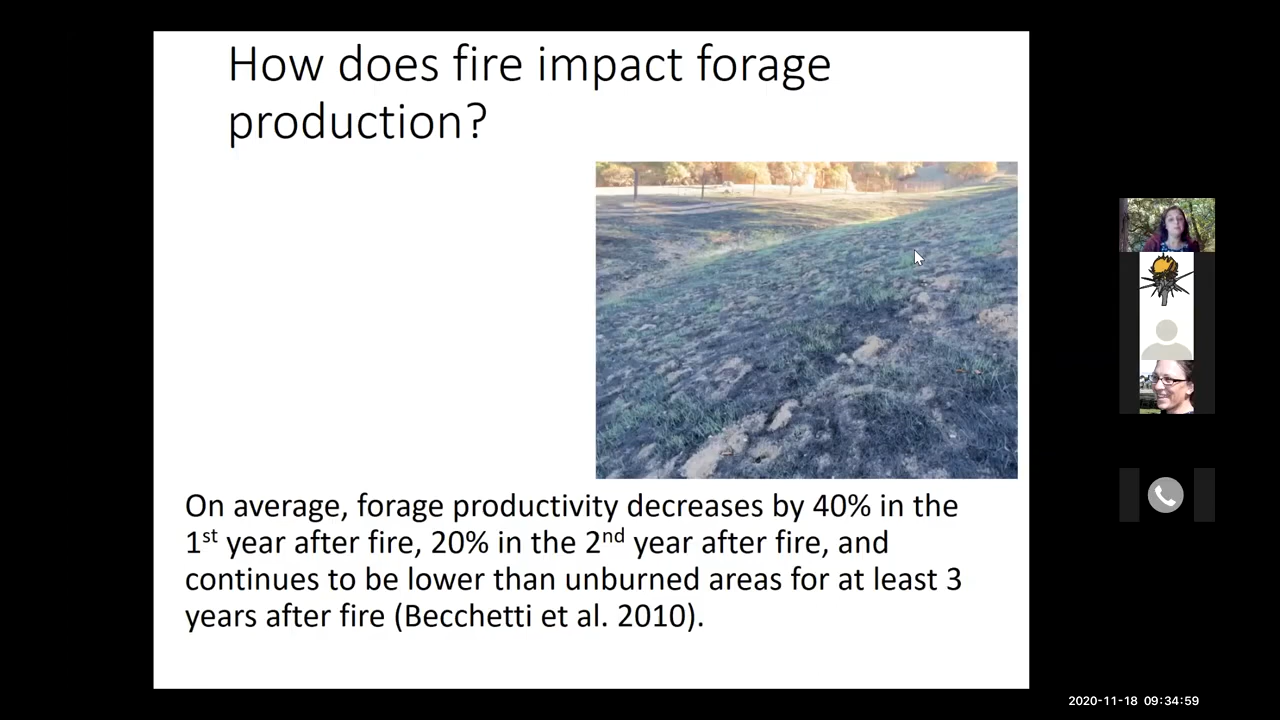 How does fire impact forage
production?
On average, forage productivity decreases by 40% in the
1st year after fire, 20% in the 2nd year after fire, and
continues to be lower than unburned areas for at least 3
years after fire (Becchetti et al. 2010).
2020-11-18 09:34:59